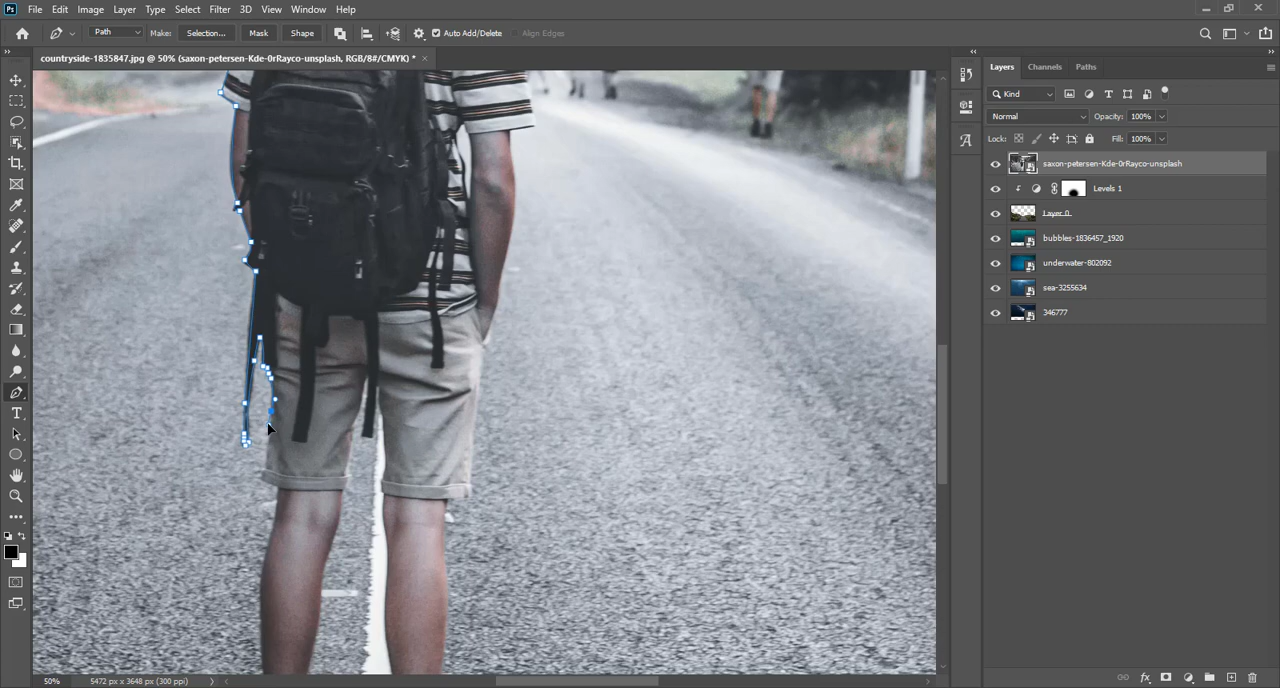 Ps File Edit Image Layer Type Select Filter 3D View Window Help
Path Make: Selection... Mask Shape Auto Add/Delete Align Edges
countryside-1835847.jpg @ 50% (saxon-petersen-Kde-0rRayco-unsplash, RGB/8#/CMYK) * ×
Layers Channels Paths
Kind
Normal Opacity: 100%
Lock: Fill: 100%
saxon-petersen-Kde-0rRayco-unsplash
Levels 1
Layer 0
bubbles-1836457_1920
underwater-802092
sea-3255634
346777
50% 5472 px x 3648 px (300 ppi)